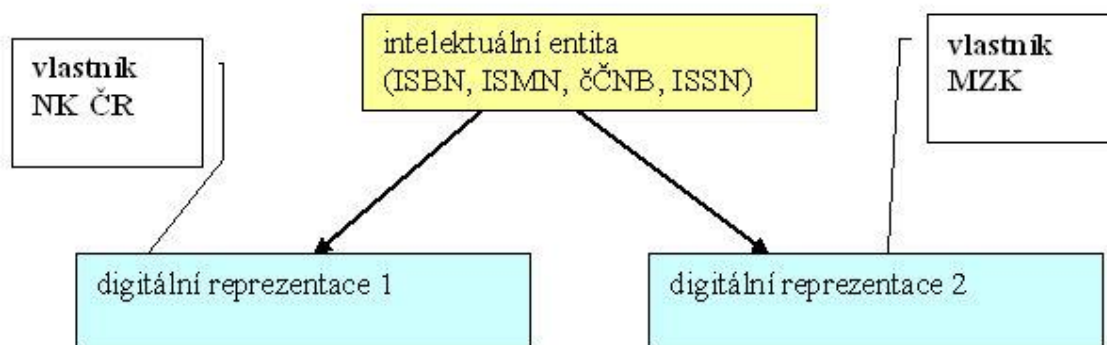 vlastník
NK ČR
intelektuální entita
(ISBN, ISMN, čČNB, ISSN)
vlastník
MZK
digitální reprezentace 1
digitální reprezentace 2